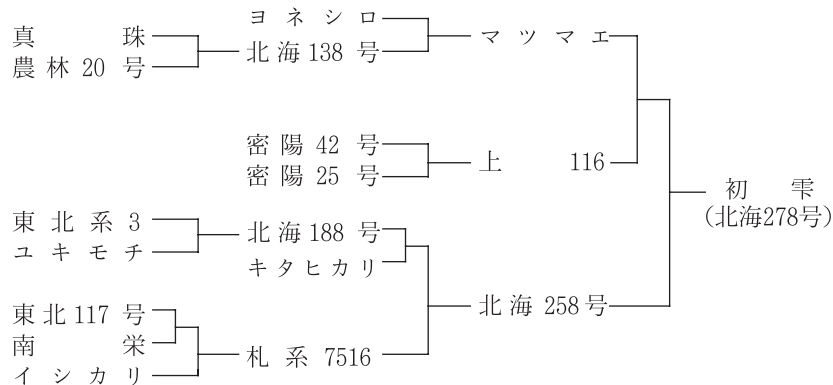 真珠
農林20号
ヨネシロ
北海138号
マツマエ
密陽42号
密陽25号
上116
東北系3
ユキモチ
北海188号
キタヒカリ
東北117号
南栄
イシカリ
札系7516
北海258号
初雫
(北海278号)